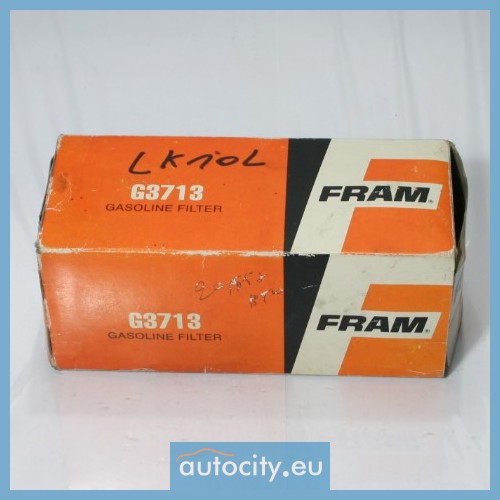 LK10L
G3713
GASOLINE FILTER
FRAM
G3713
GASOLINE FILTER
FRAM
autocity.eu